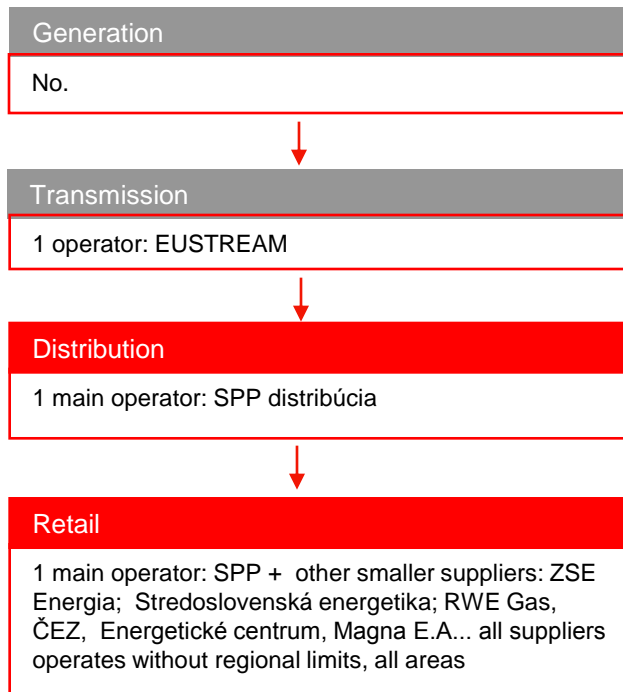 Generation
No.
Transmission
1 operator: EUSTREAM
Distribution
1 main operator: SPP distribúcia
Retail
1 main operator: SPP + other smaller suppliers: ZSE
Energia; Stredoslovenská energetika; RWE Gas,
ČEZ, Energetické centrum, Magna E.A... all suppliers
operates without regional limits, all areas